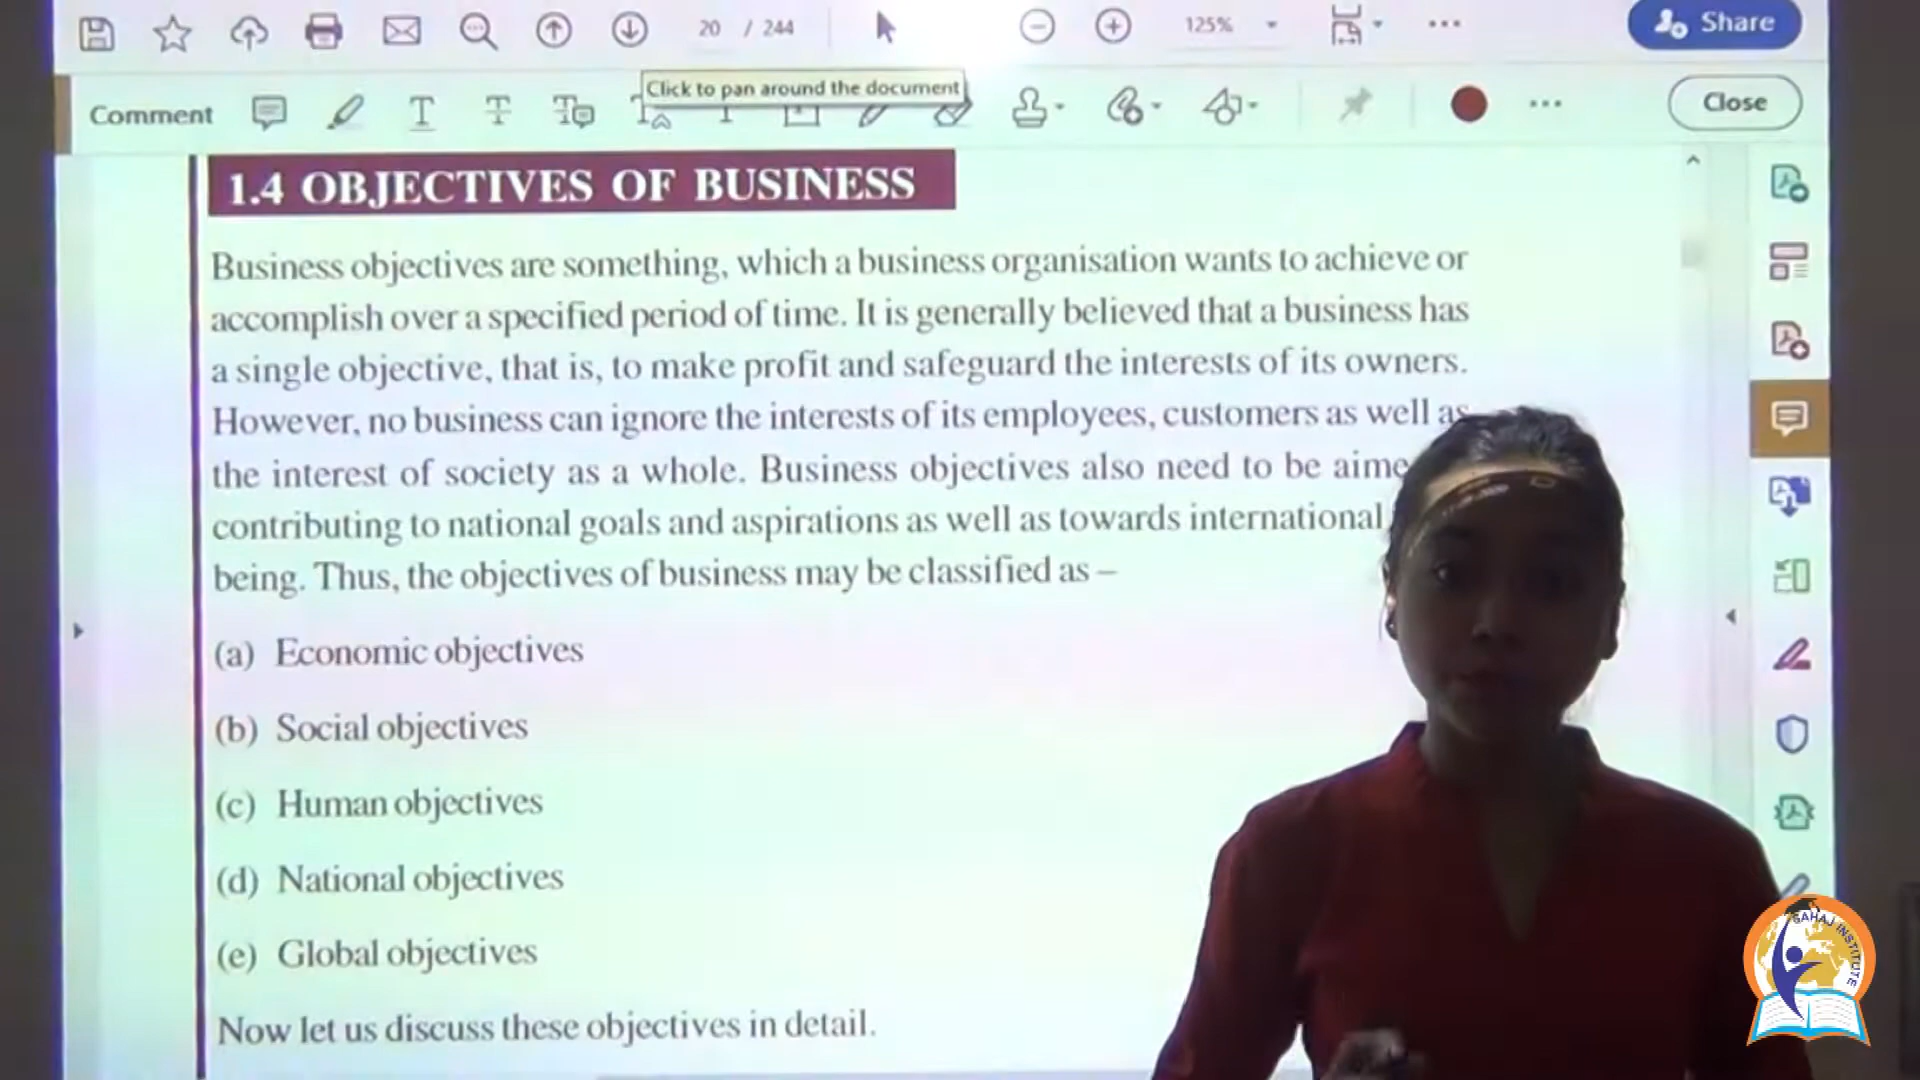 20 / 244
125%
Share
Click to pan around the document
Comment
Close
1.4 OBJECTIVES OF BUSINESS
Business objectives are something, which a business organisation wants to achieve or
accomplish over a specified period of time. It is generally believed that a business has
a single objective, that is, to make profit and safeguard the interests of its owners.
However, no business can ignore the interests of its employees, customers as well as
the interest of society as a whole. Business objectives also need to be aime
contributing to national goals and aspirations as well as towards international
being. Thus, the objectives of business may be classified as –
(a) Economic objectives
(b) Social objectives
(c) Human objectives
(d) National objectives
(e) Global objectives
Now let us discuss these objectives in detail.
SAHAJ INSTITUTE